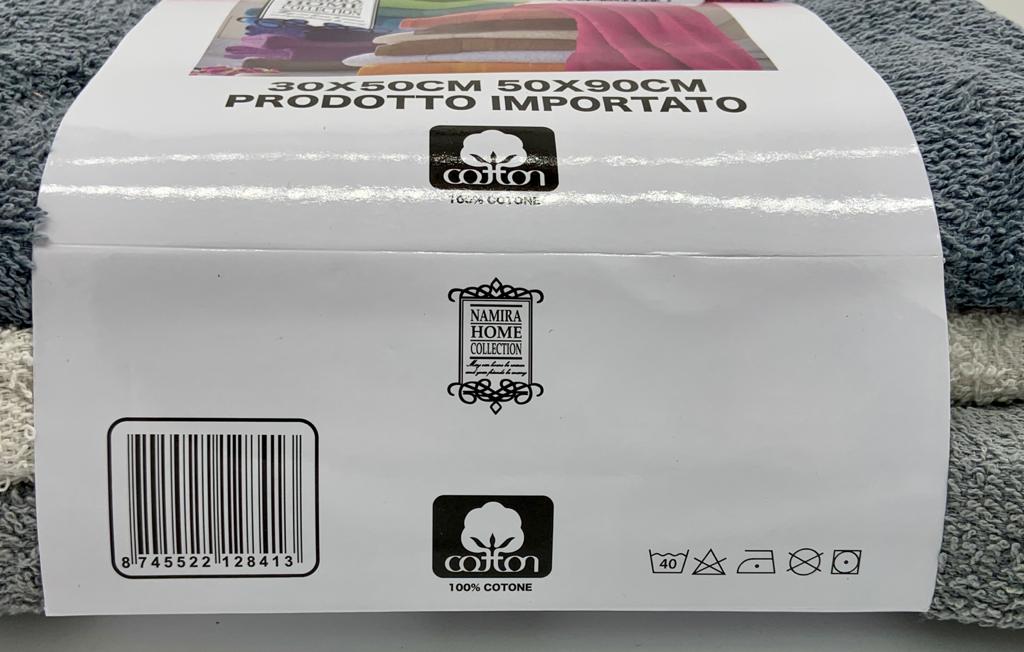 30X50CM 50X90CM
PRODOTTO IMPORTATO
cotton
100% COTONE
NAMIRA
HOME
COLLECTION
8 745522 128413
cotton
100% COTONE
40